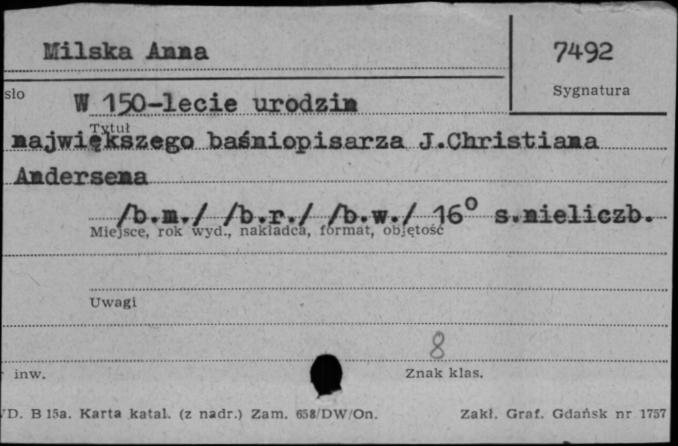 Milska Anna
7492
Sygnatura
sło
W 150-lecie urodzin
Tytuł
największego baśniopisarza J.Christiana
Andersena
/b.m./ /b.r./ /b.w./ 16° s.nieliczb.
Miejsce, rok wyd., nakładca, format, objętość
Uwagi
8
inw.
Znak klas.
D. B 15a. Karta katal. (z nadr.) Zam. 658/DW/On.
Zakł. Graf. Gdańsk nr 1757